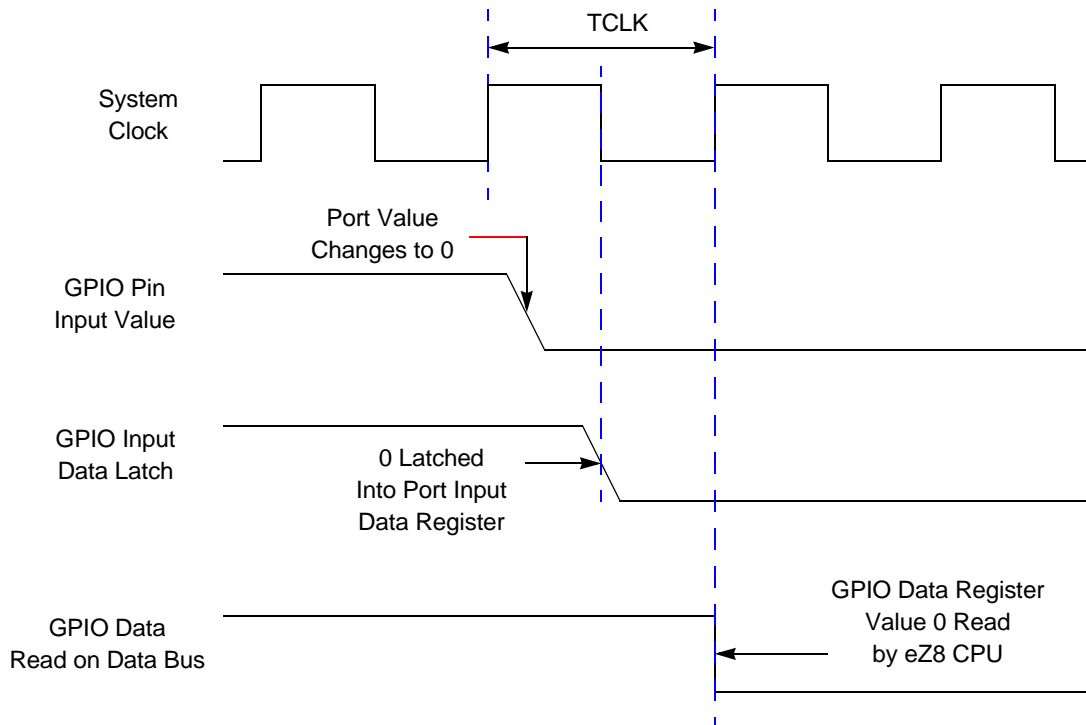 TCLK
System
Clock
Port Value
Changes to 0
GPIO Pin
Input Value
GPIO Input
Data Latch
0 Latched
Into Port Input
Data Register
GPIO Data
Read on Data Bus
GPIO Data Register
Value 0 Read
by eZ8 CPU